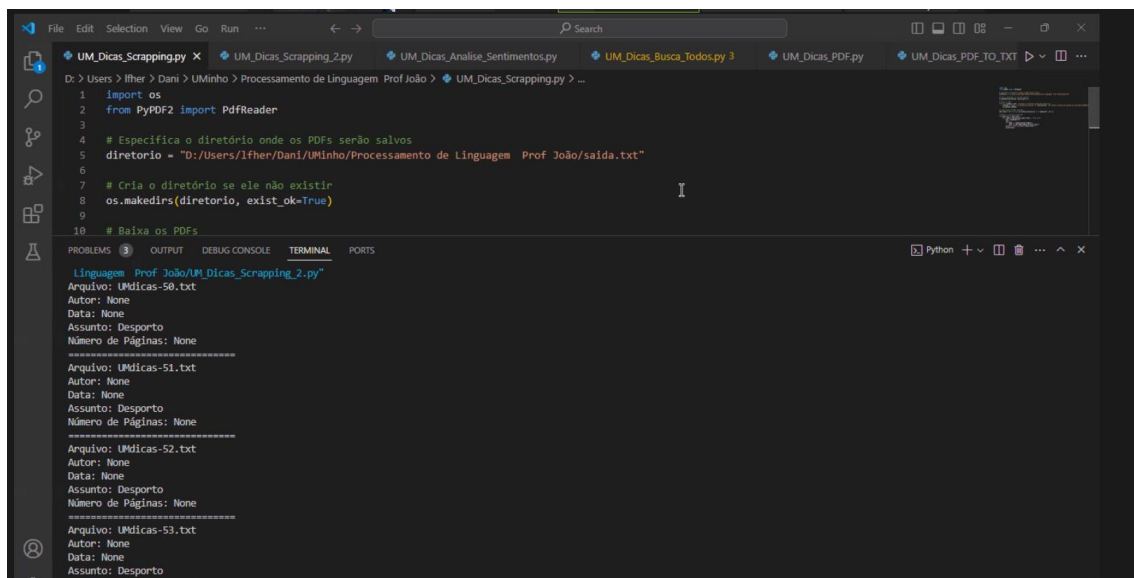 File Edit Selection View Go Run ... Search
UM_Dicas_Scrapping.py UM_Dicas_Scrapping_2.py UM_Dicas_Analise_Sentimentos.py UM_Dicas_Busca_Todos.py 3 UM_Dicas_PDF.py UM_Dicas_PDF_TO_TXT
D: > Users > lfher > Dani > UMinho > Processamento de Linguagem Prof João > UM_Dicas_Scrapping.py > ...
1 import os
2 from PyPDF2 import PdfReader
3
4 # Especifica o diretório onde os PDFs serão salvos
5 diretorio = "D:/Users/lfher/Dani/UMinho/Processamento de Linguagem  Prof João/saida.txt"
6
7 # Cria o diretório se ele não existir
8 os.makedirs(diretorio, exist_ok=True)
9
10 # Baixa os PDFs
PROBLEMS 3 OUTPUT DEBUG CONSOLE TERMINAL PORTS Python
Linguagem  Prof João/UM_Dicas_Scrapping_2.py"
Arquivo: UMdicas-50.txt
Autor: None
Data: None
Assunto: Desporto
Número de Páginas: None
==============================
Arquivo: UMdicas-51.txt
Autor: None
Data: None
Assunto: Desporto
Número de Páginas: None
==============================
Arquivo: UMdicas-52.txt
Autor: None
Data: None
Assunto: Desporto
Número de Páginas: None
==============================
Arquivo: UMdicas-53.txt
Autor: None
Data: None
Assunto: Desporto